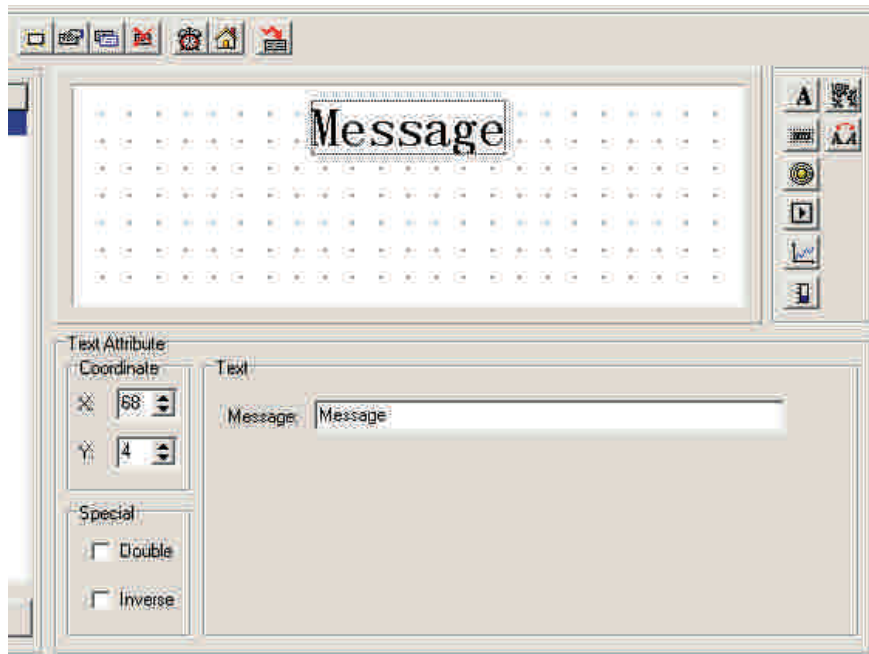 Message
Text Attribute
Coordinate
X: 68
Y: 4
Text
Message: Message
Special
Double
Inverse